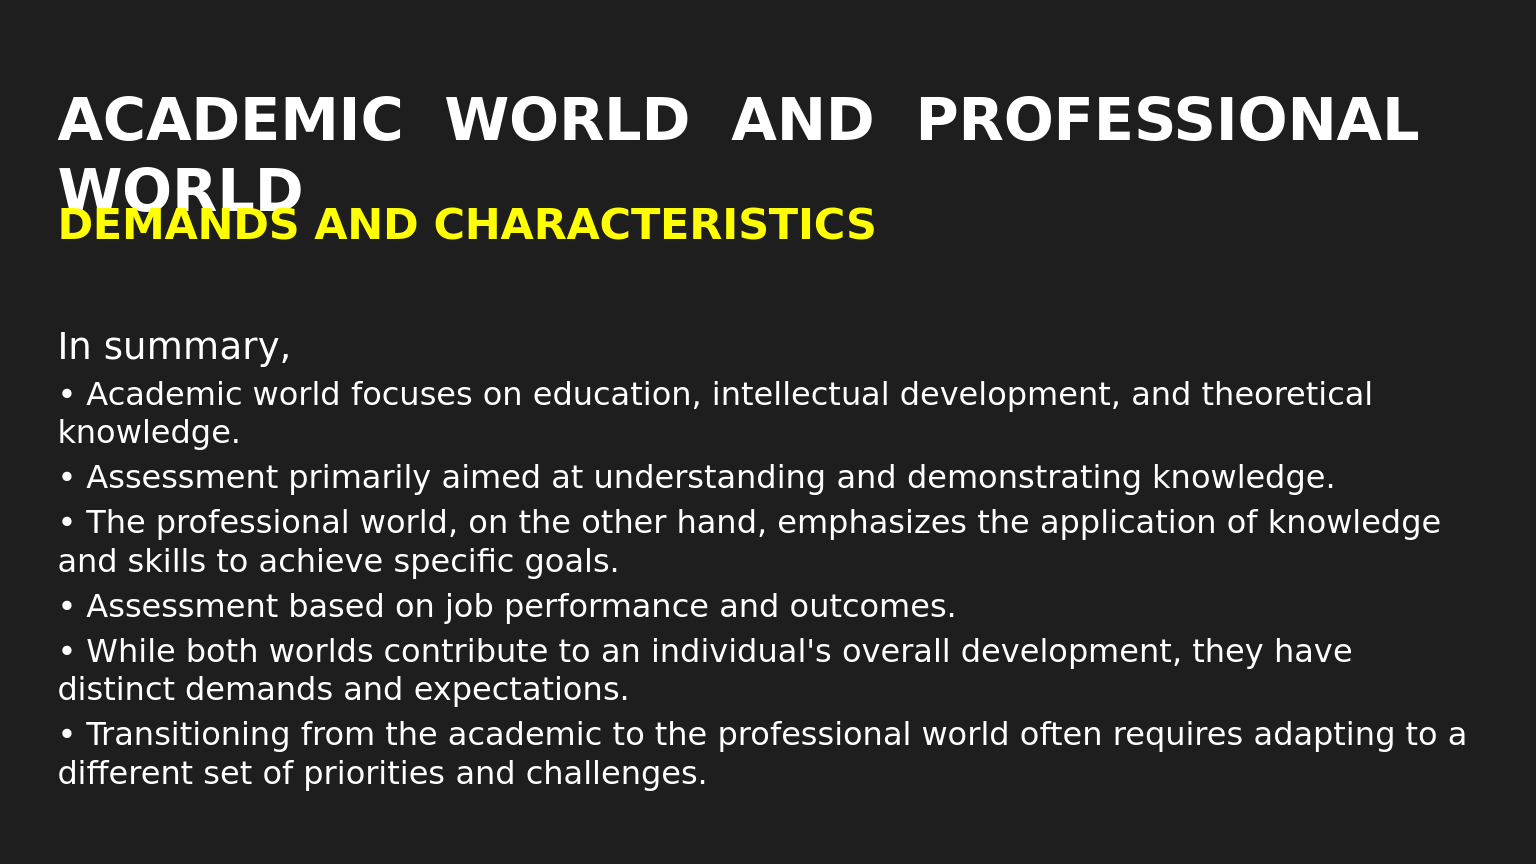 ACADEMIC WORLD AND PROFESSIONAL
WORLD
DEMANDS AND CHARACTERISTICS
In summary,
• Academic world focuses on education, intellectual development, and theoretical
knowledge.
• Assessment primarily aimed at understanding and demonstrating knowledge.
• The professional world, on the other hand, emphasizes the application of knowledge
and skills to achieve specific goals.
• Assessment based on job performance and outcomes.
• While both worlds contribute to an individual's overall development, they have
distinct demands and expectations.
• Transitioning from the academic to the professional world often requires adapting to a
different set of priorities and challenges.